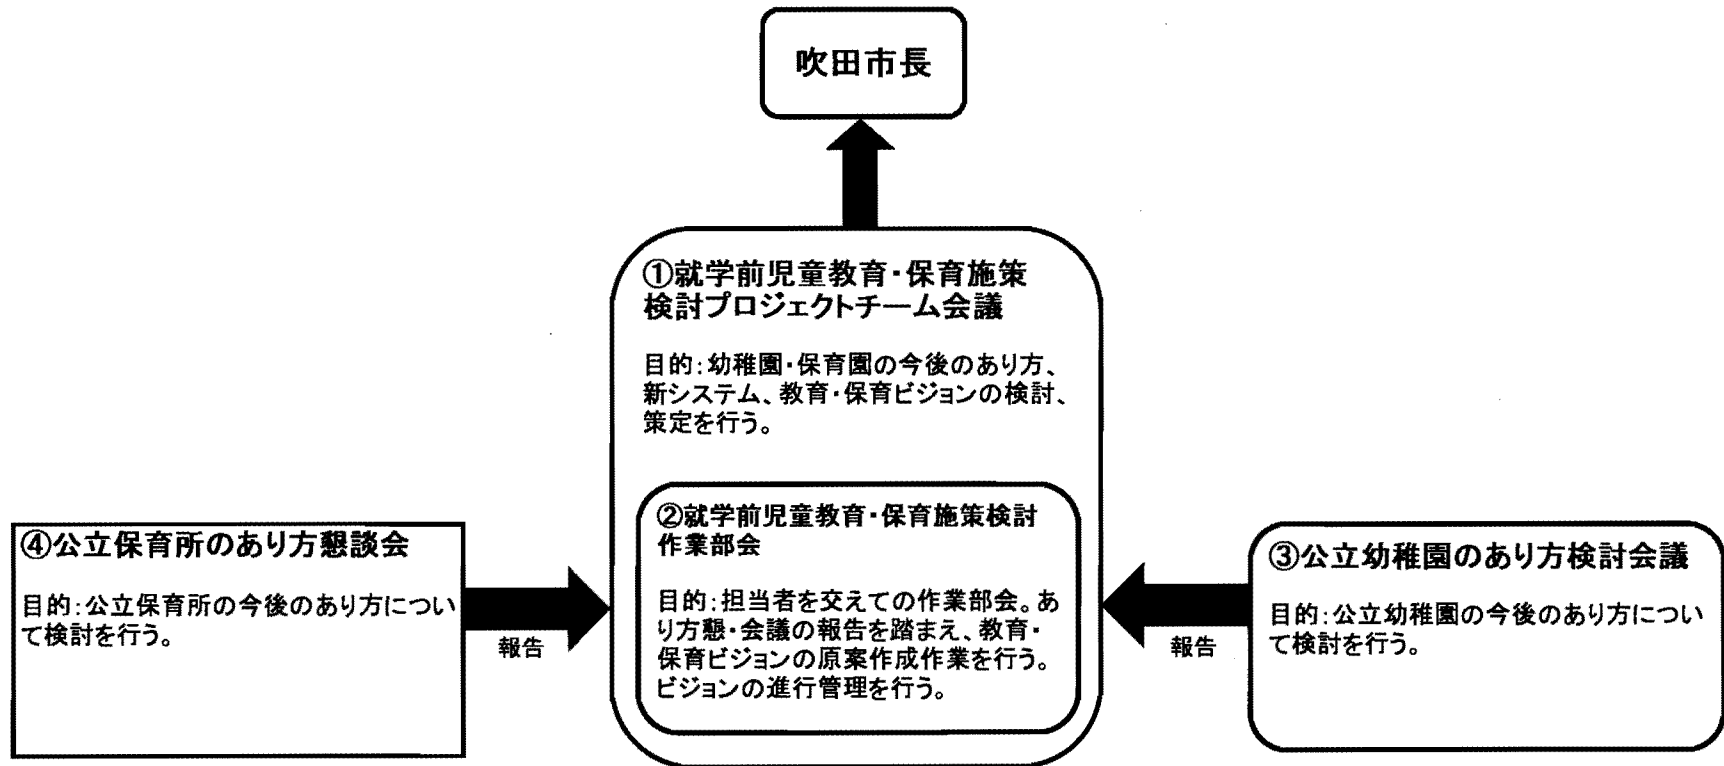 吹田市長
①就学前児童教育・保育施策
検討プロジェクトチーム会議
目的:幼稚園・保育園の今後のあり方、
新システム、教育・保育ビジョンの検討、
策定を行う。
②就学前児童教育・保育施策検討
作業部会
目的:担当者を交えての作業部会。あ
り方懇・会議の報告を踏まえ、教育・
保育ビジョンの原案作成作業を行う。
ビジョンの進行管理を行う。
④公立保育所のあり方懇談会
目的:公立保育所の今後のあり方につい
て検討を行う。
報告
③公立幼稚園のあり方検討会議
目的:公立幼稚園の今後のあり方につい
て検討を行う。
報告